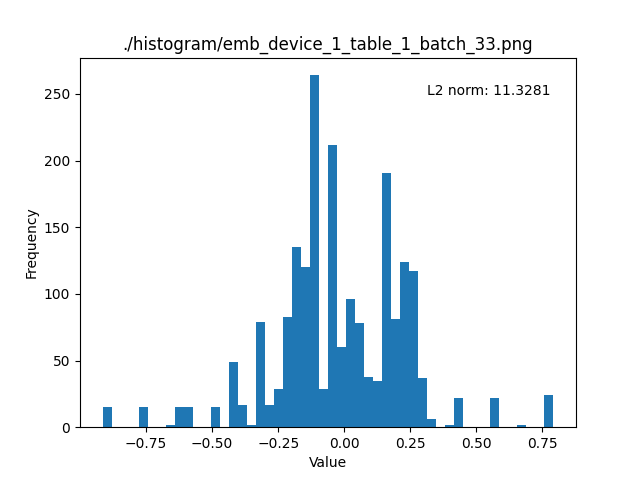 ./histogram/emb_device_1_table_1_batch_33.png
L2 norm: 11.3281
Frequency
250
200
150
100
50
0
−0.75 −0.50 −0.25 0.00 0.25 0.50 0.75
Value